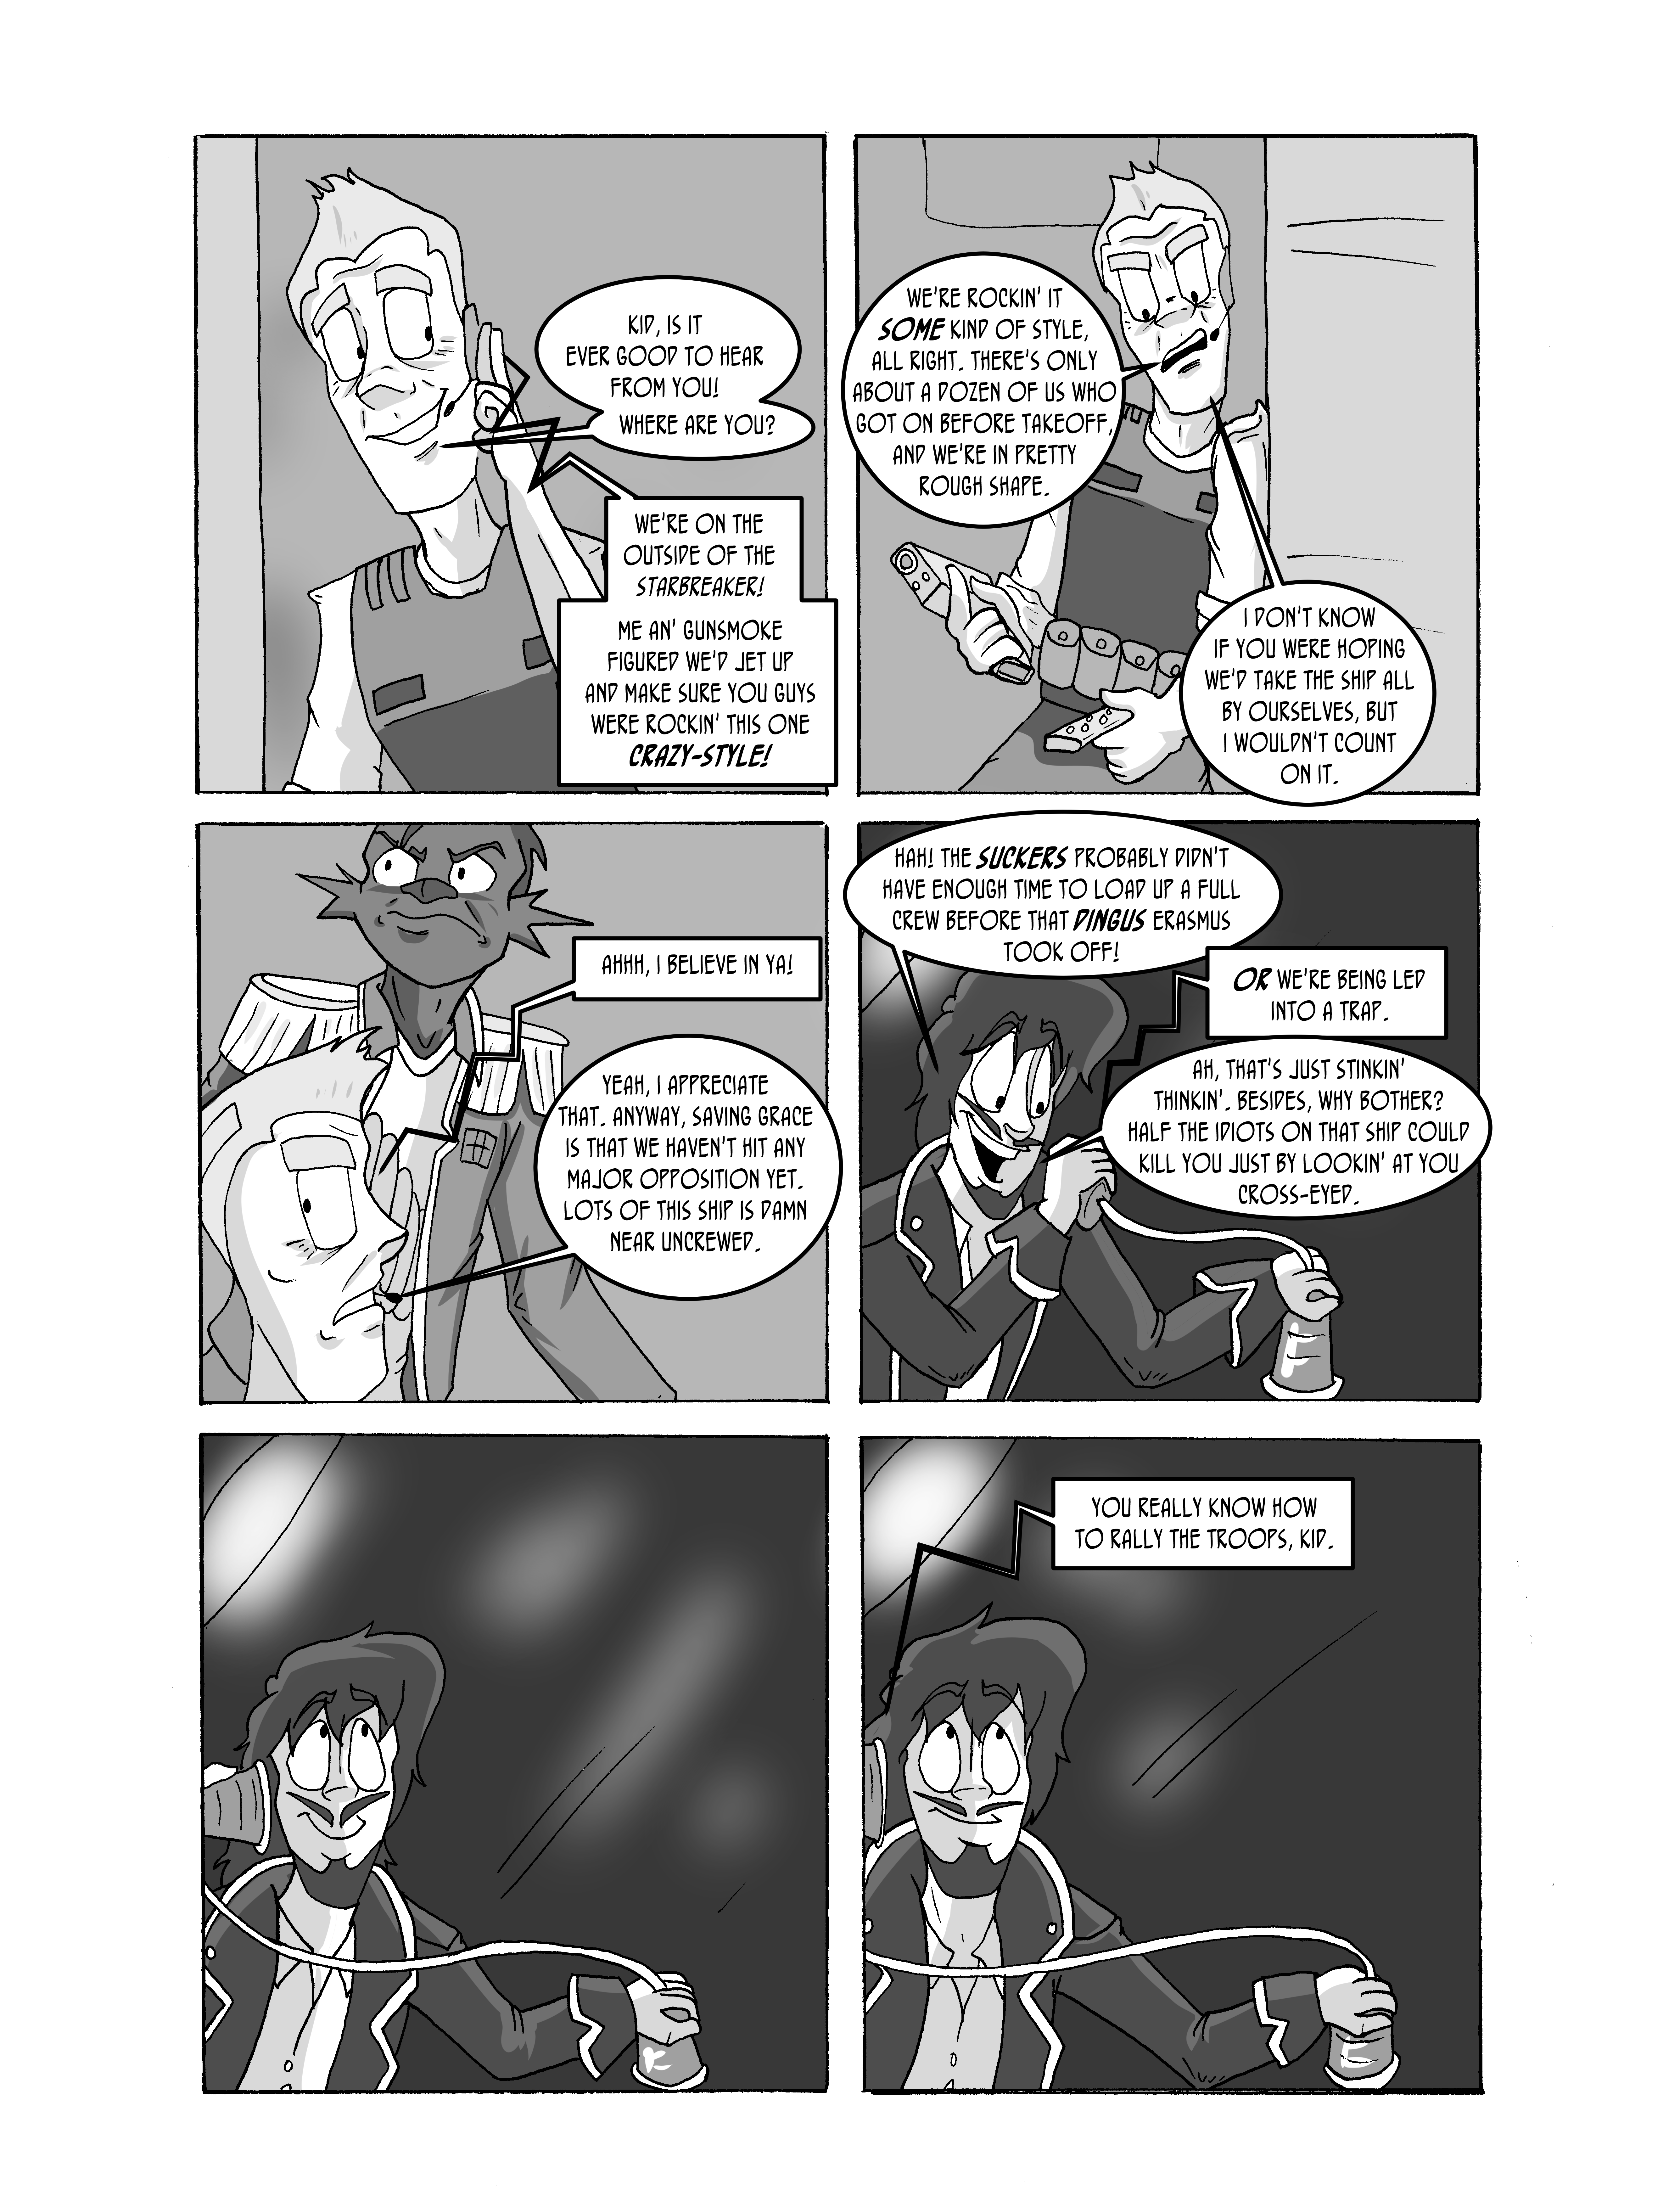 KID, IS IT
EVER GOOD TO HEAR
FROM YOU!
WHERE ARE YOU?
WE'RE ON THE
OUTSIDE OF THE
STARBREAKER!
ME AN' GUNSMOKE
FIGURED WE'D JET UP
AND MAKE SURE YOU GUYS
WERE ROCKIN' THIS ONE
CRAZY-STYLE!
WE'RE ROCKIN' IT
SOME KIND OF STYLE,
ALL RIGHT. THERE'S ONLY
ABOUT A DOZEN OF US WHO
GOT ON BEFORE TAKEOFF,
AND WE'RE IN PRETTY
ROUGH SHAPE.
I DON'T KNOW
IF YOU WERE HOPING
WE'D TAKE THE SHIP ALL
BY OURSELVES, BUT
I WOULDN'T COUNT
ON IT.
AHHH, I BELIEVE IN YA!
YEAH, I APPRECIATE
THAT. ANYWAY, SAVING GRACE
IS THAT WE HAVEN'T HIT ANY
MAJOR OPPOSITION YET.
LOTS OF THIS SHIP IS DAMN
NEAR UNCREWED.
HAH! THE SUCKERS PROBABLY DIDN'T
HAVE ENOUGH TIME TO LOAD UP A FULL
CREW BEFORE THAT DINGUS ERASMUS
TOOK OFF!
OR WE'RE BEING LED
INTO A TRAP.
AH, THAT'S JUST STINKIN'
THINKIN'. BESIDES, WHY BOTHER?
HALF THE IDIOTS ON THAT SHIP COULD
KILL YOU JUST BY LOOKIN' AT YOU
CROSS-EYED.
YOU REALLY KNOW HOW
TO RALLY THE TROOPS, KID.